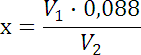 x = V₁ · 0,088 / V₂